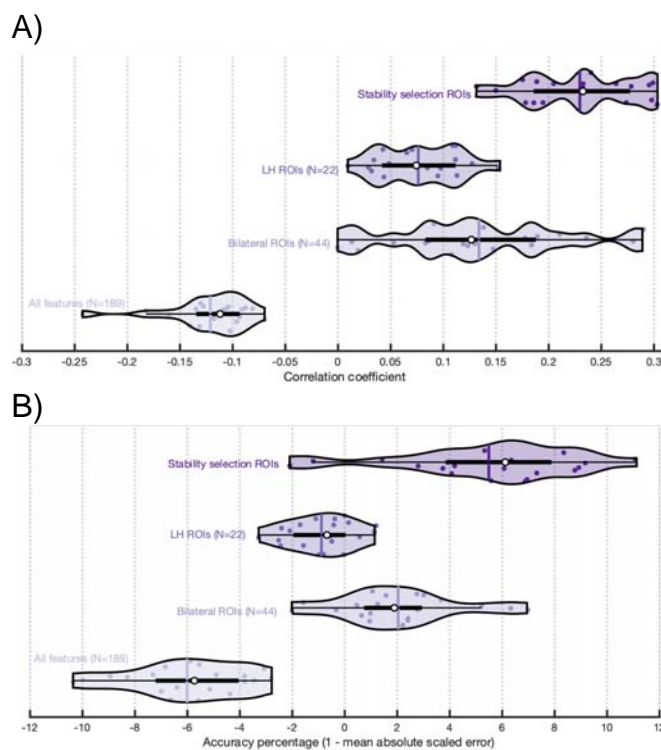 A)
Stability selection ROIs
LH ROIs (N=22)
Bilateral ROIs (N=44)
All features (N=189)
-0.3 -0.25 -0.2 -0.15 -0.1 -0.05 0 0.05 0.1 0.15 0.2 0.25 0.3
Correlation coefficient
B)
Stability selection ROIs
LH ROIs (N=22)
Bilateral ROIs (N=44)
All features (N=189)
-12 -10 -8 -6 -4 -2 0 2 4 6 8 10 12
Accuracy percentage (1 - mean absolute scaled error)